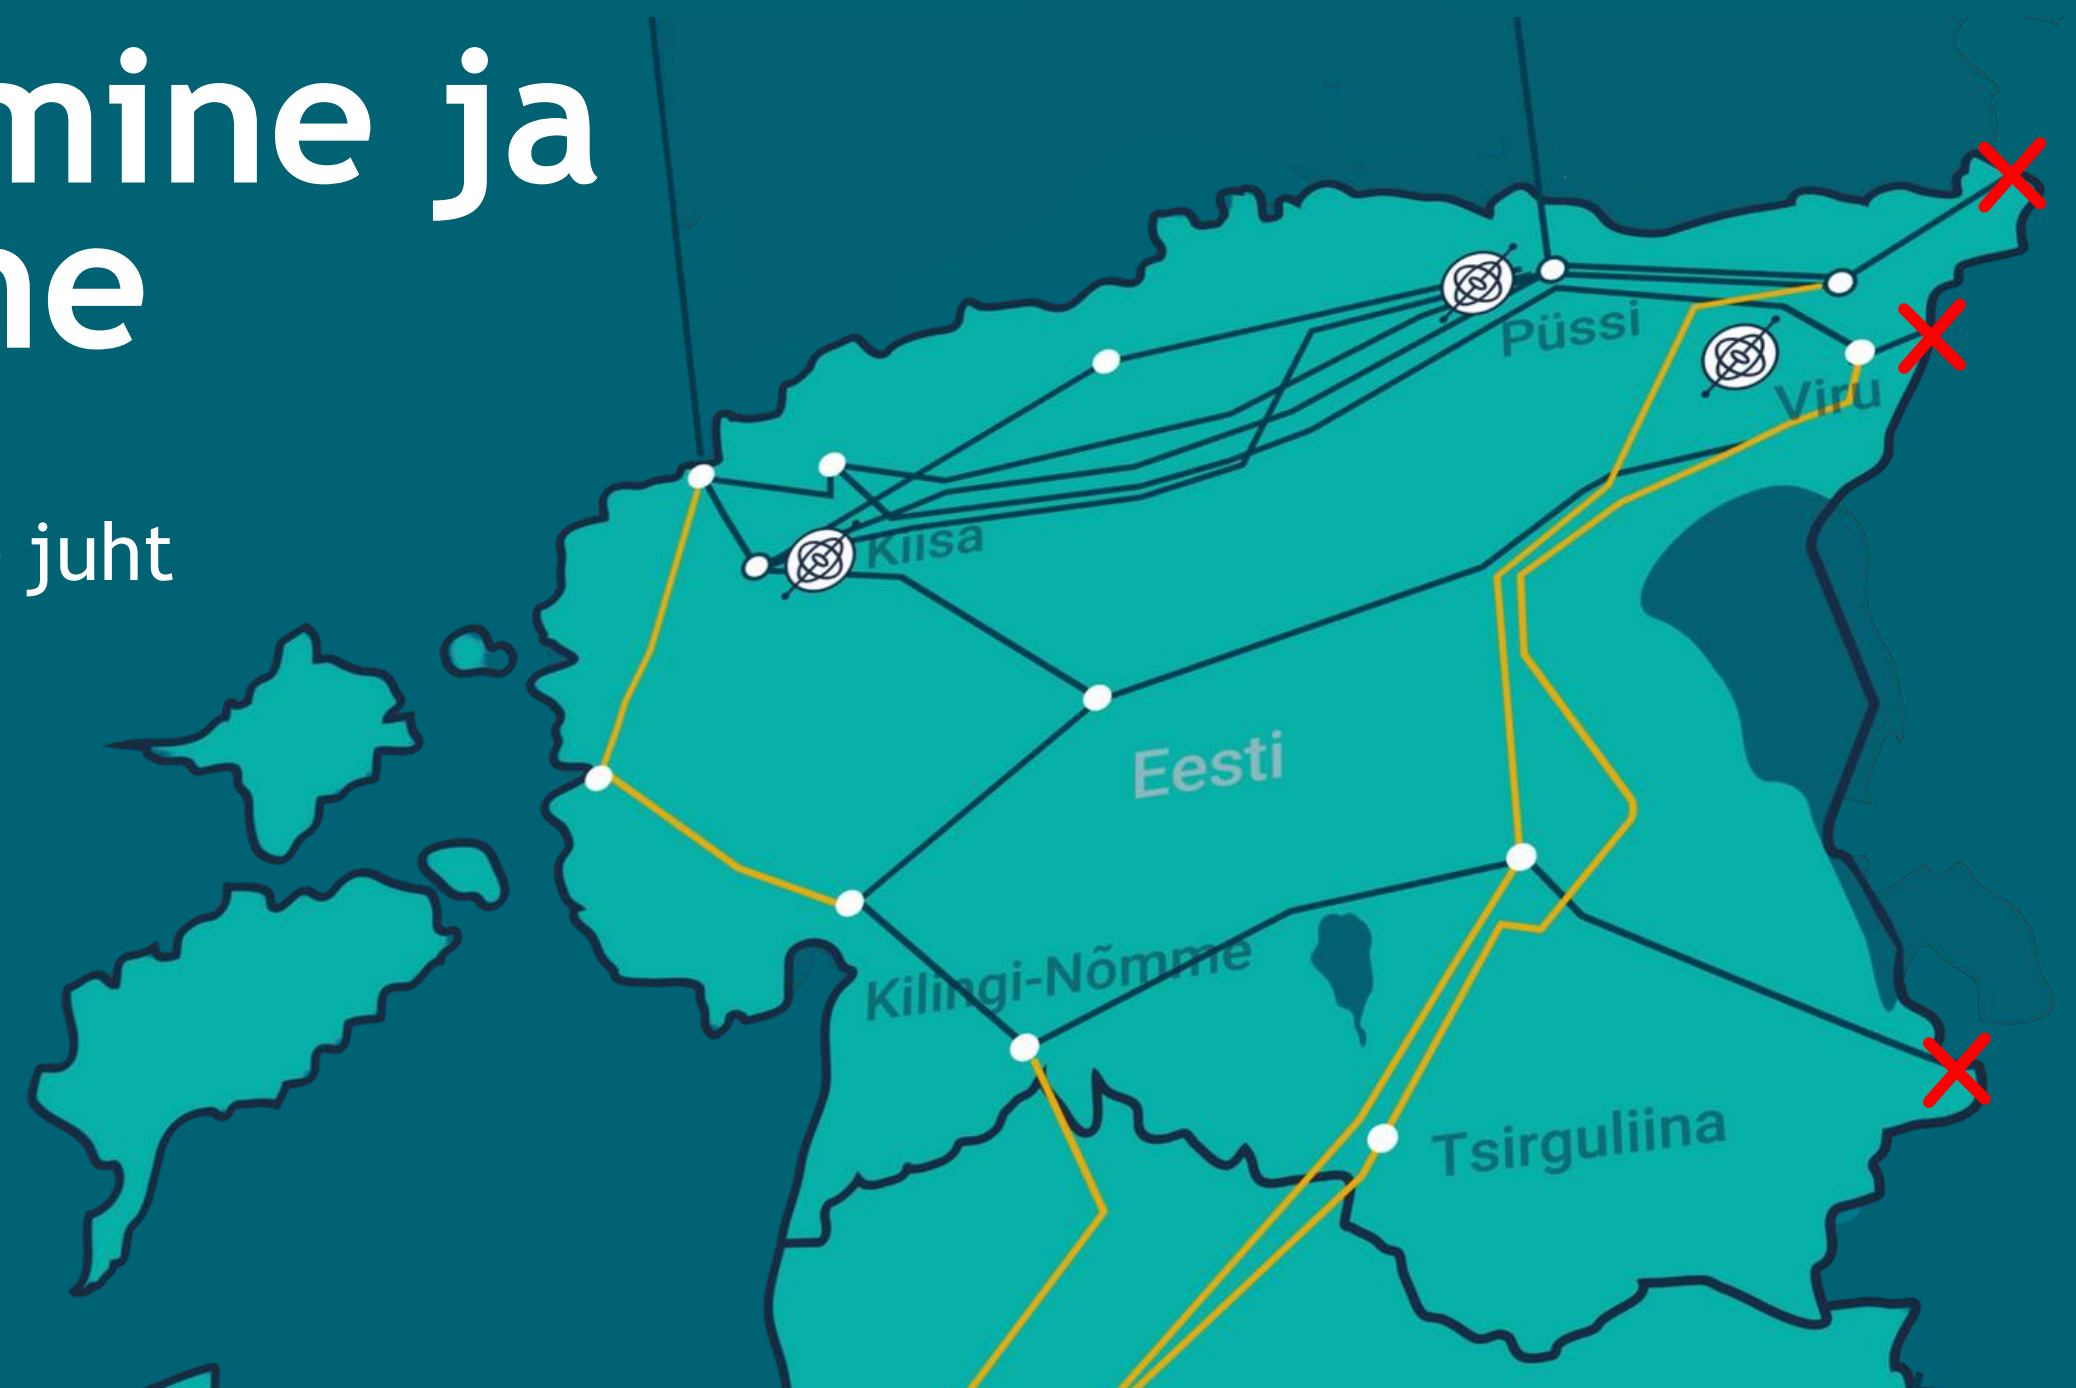 mine ja
ne
juht
Püssi
Viru
Kiisa
Eesti
Kilingi-Nõmme
Tsirguliina